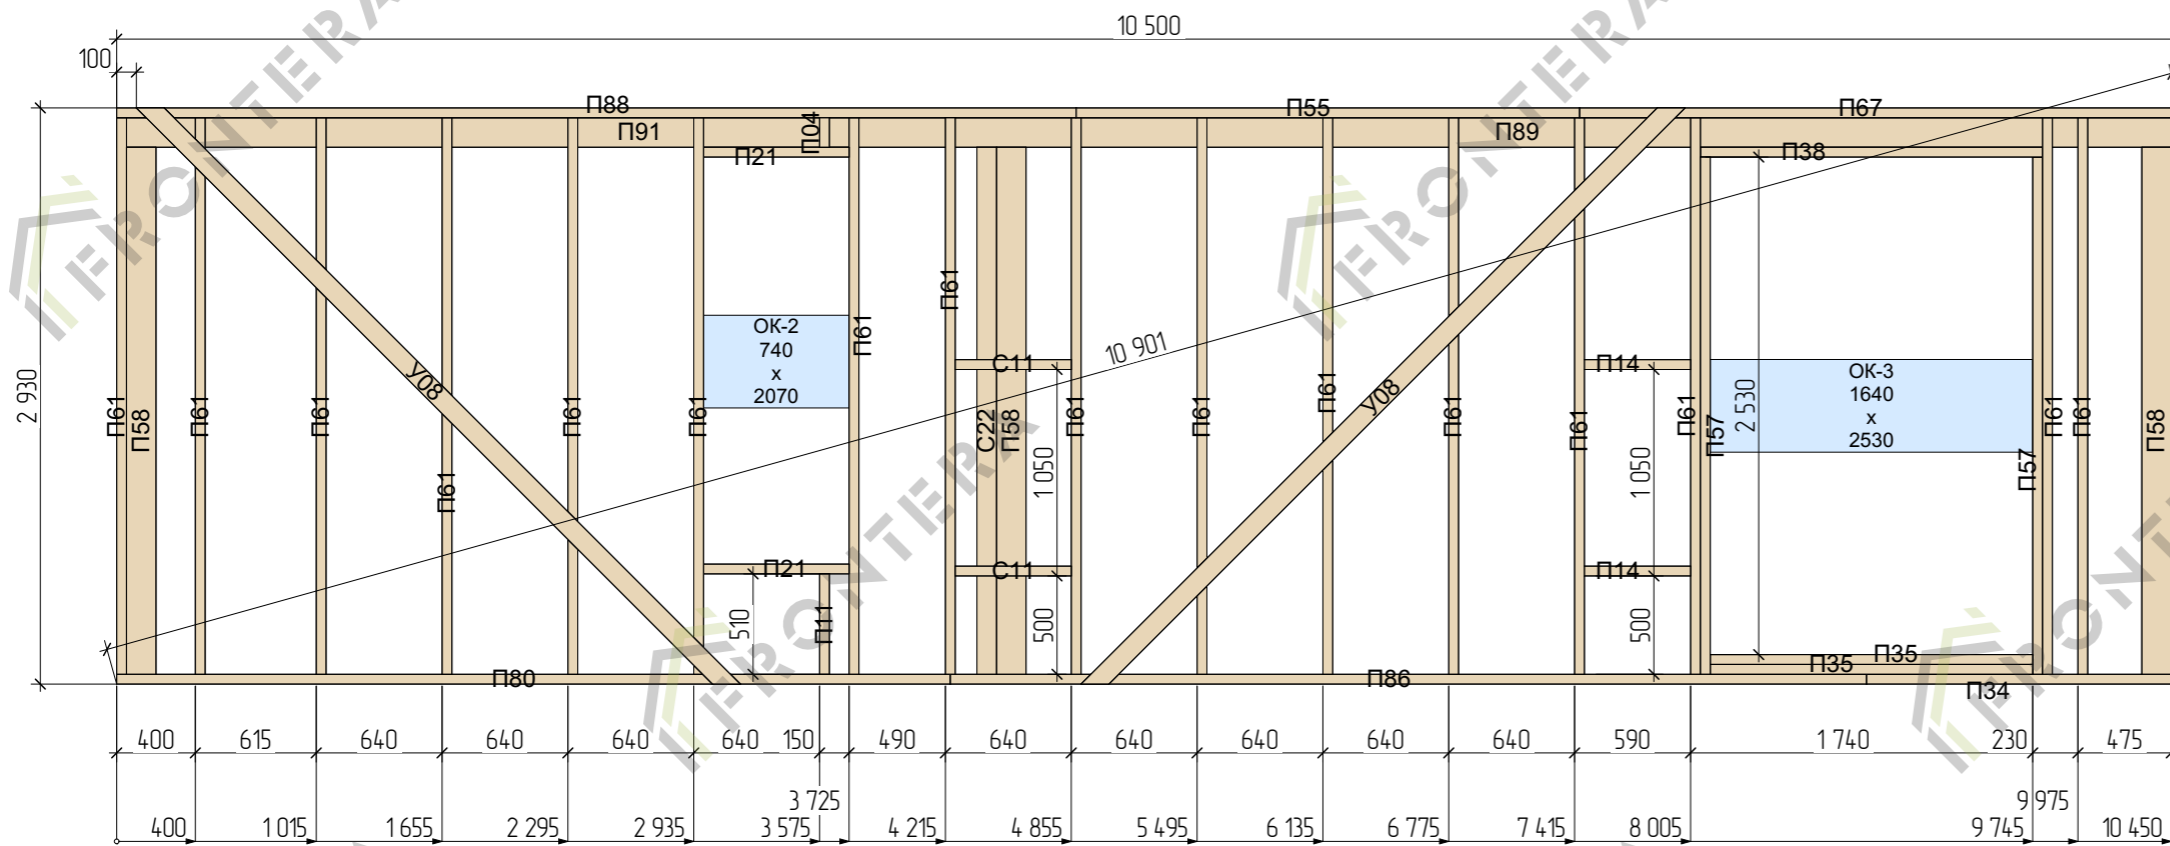 10 500
100
П88
П55
П67
П91
П04
П89
П21
П38
2 930
10 901
2 530
У08
У08
ОК-2
740
x
2070
ОК-3
1640
x
2530
П61
П58
П61
П61
П61
П61
П61
П61
П61
С11
С22
П58
1 050
П61
П61
П61
П61
П61
П14
1 050
П61
П57
П57
П61
П61
П58
П21
510
П11
С11
500
П14
500
П35
П35
П80
П86
П34
400
615
640
640
640
640
150
490
640
640
640
640
640
590
1 740
230
475
3 725
9 975
400
1 015
1 655
2 295
2 935
3 575
4 215
4 855
5 495
6 135
6 775
7 415
8 005
9 745
10 450
FRONTERA
FRONTERA
FRONTERA